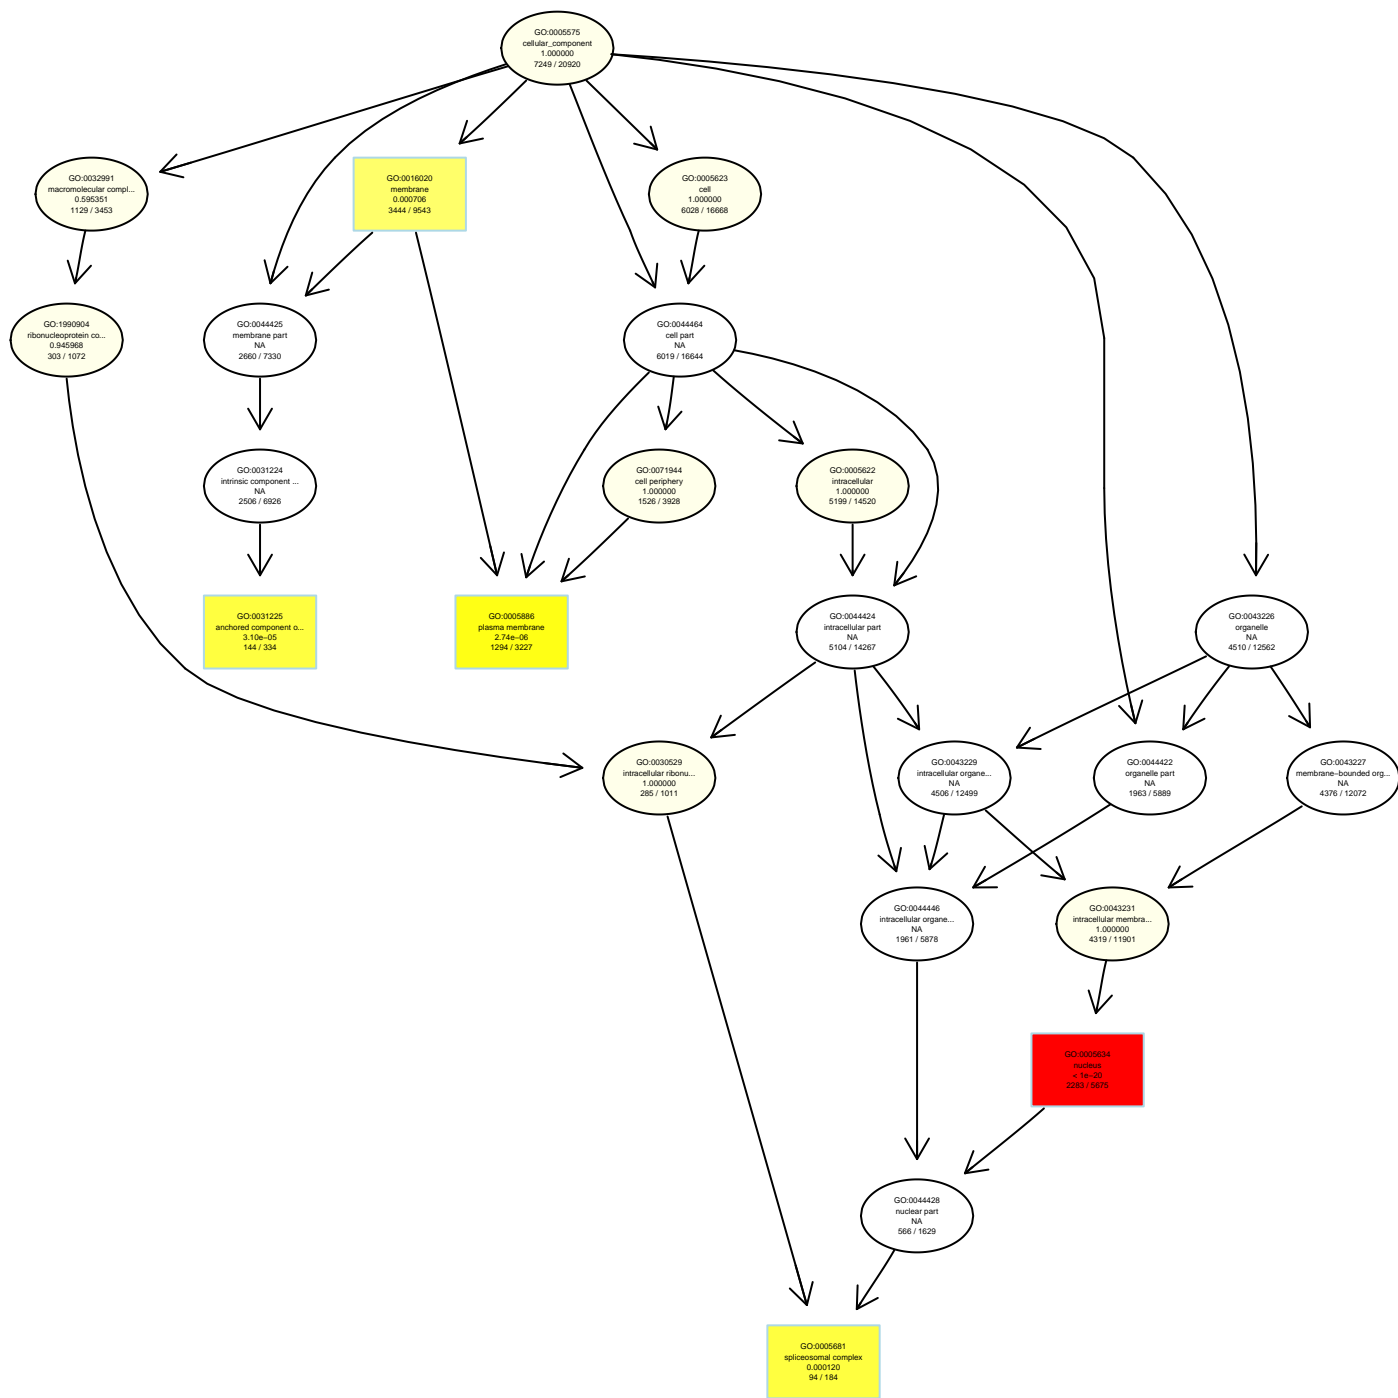 GO:0005575
cellular_component
1.000000
7249 / 20920
GO:0032991
macromolecular compl...
0.595351
1129 / 3453
GO:0016020
membrane
0.000706
3444 / 9543
GO:0005623
cell
1.000000
6028 / 16668
GO:1990904
ribonucleoprotein co...
0.945968
303 / 1072
GO:0044425
membrane part
NA
2660 / 7330
GO:0044464
cell part
NA
6019 / 16644
GO:0031224
intrinsic component ...
NA
2506 / 6926
GO:0071944
cell periphery
1.000000
1526 / 3928
GO:0005622
intracellular
1.000000
5199 / 14520
GO:0031225
anchored component o...
3.10e−05
144 / 334
GO:0005886
plasma membrane
2.74e−06
1294 / 3227
GO:0044424
intracellular part
NA
5104 / 14267
GO:0043226
organelle
NA
4510 / 12562
GO:0030529
intracellular ribonu...
1.000000
285 / 1011
GO:0043229
intracellular organe...
NA
4506 / 12499
GO:0044422
organelle part
NA
1963 / 5889
GO:0043227
membrane−bounded org...
NA
4376 / 12072
GO:0044446
intracellular organe...
NA
1961 / 5878
GO:0043231
intracellular membra...
1.000000
4319 / 11901
GO:0005634
nucleus
< 1e−20
2283 / 5675
GO:0044428
nuclear part
NA
566 / 1629
GO:0005681
spliceosomal complex
0.000120
94 / 184